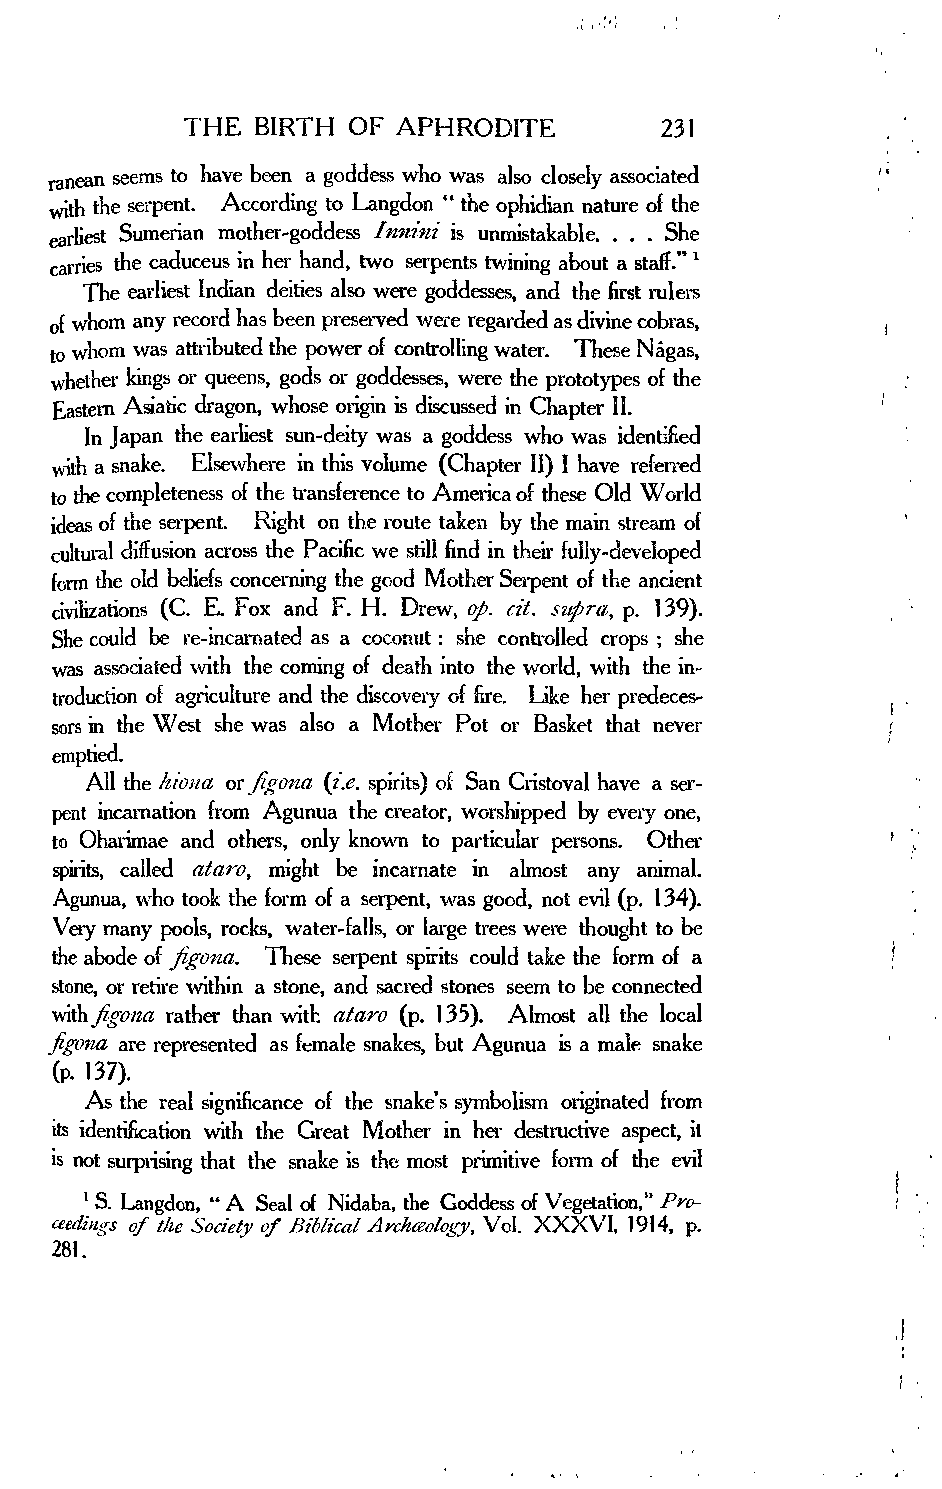 THE BIRTH OF APHRODITE 231
ranean seems to have been a goddess who was also closely associated
with the serpent. According to Langdon “ the ophidian nature of the
earliest Sumerian mother-goddess Innini is unmistakable. . . . She
carries the caduceus in her hand, two serpents twining about a staff.” ¹
The earliest Indian deities also were goddesses, and the first rulers
of whom any record has been preserved were regarded as divine cobras,
to whom was attributed the power of controlling water. These Nâgas,
whether kings or queens, gods or goddesses, were the prototypes of the
Eastern Asiatic dragon, whose origin is discussed in Chapter II.
In Japan the earliest sun-deity was a goddess who was identified
with a snake. Elsewhere in this volume (Chapter II) I have referred
to the completeness of the transference to America of these Old World
ideas of the serpent. Right on the route taken by the main stream of
cultural diffusion across the Pacific we still find in their fully-developed
form the old beliefs concerning the good Mother Serpent of the ancient
civilizations (C. E. Fox and F. H. Drew, op. cit. supra, p. 139).
She could be re-incarnated as a coconut : she controlled crops ; she
was associated with the coming of death into the world, with the in-
troduction of agriculture and the discovery of fire. Like her predeces-
sors in the West she was also a Mother Pot or Basket that never
emptied.
All the hiona or figona (i.e. spirits) of San Cristoval have a ser-
pent incarnation from Agunua the creator, worshipped by every one,
to Oharimae and others, only known to particular persons. Other
spirits, called ataro, might be incarnate in almost any animal.
Agunua, who took the form of a serpent, was good, not evil (p. 134).
Very many pools, rocks, water-falls, or large trees were thought to be
the abode of figona. These serpent spirits could take the form of a
stone, or retire within a stone, and sacred stones seem to be connected
with figona rather than with ataro (p. 135). Almost all the local
figona are represented as female snakes, but Agunua is a male snake
(p. 137).
As the real significance of the snake's symbolism originated from
its identification with the Great Mother in her destructive aspect, it
is not surprising that the snake is the most primitive form of the evil
¹ S. Langdon, “ A Seal of Nidaba, the Goddess of Vegetation,” Pro-
ceedings of the Society of Biblical Archæology, Vol. XXXVI, 1914, p.
281.